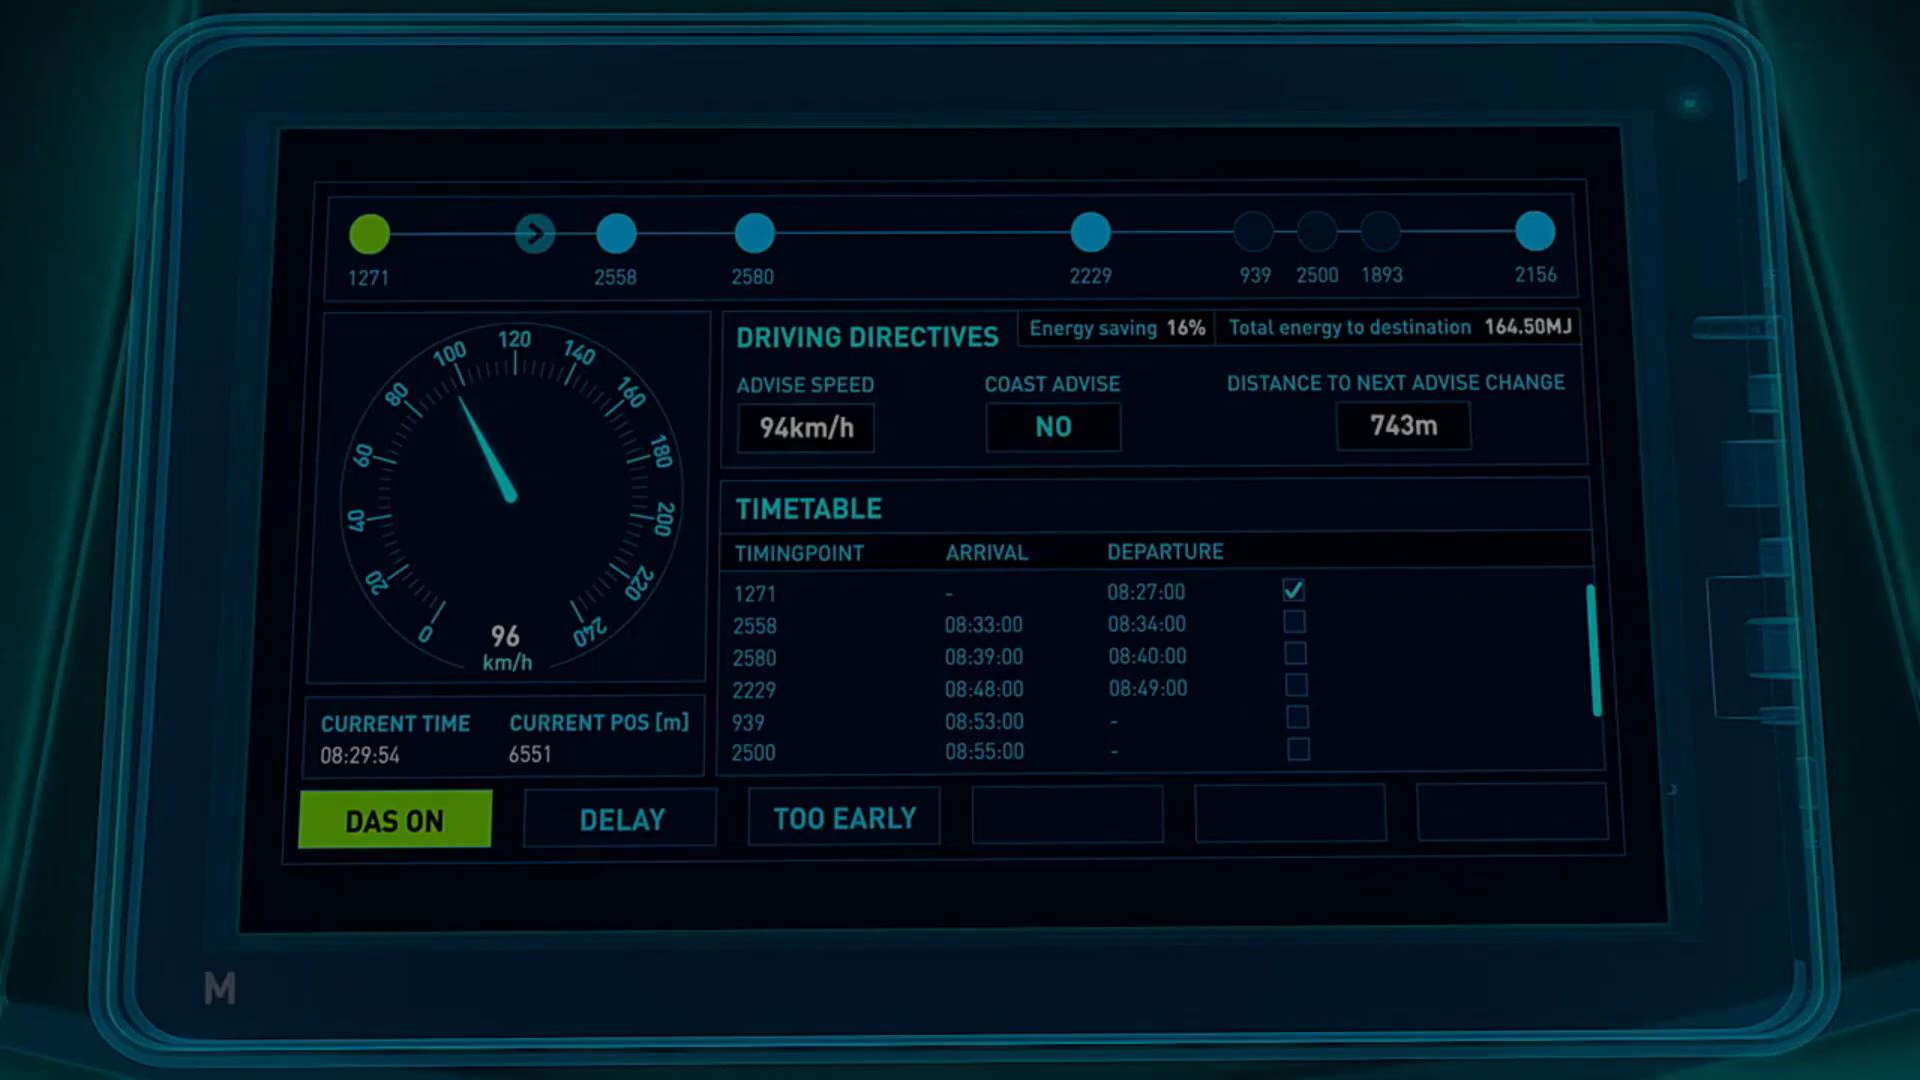 1271 2558 2580 2229 939 2500 1893 2156
DRIVING DIRECTIVES Energy saving 16% Total energy to destination 164.50MJ
ADVISE SPEED COAST ADVISE DISTANCE TO NEXT ADVISE CHANGE
94km/h NO 743m
0 20 40 60 80 100 120 140 160 180 200 220 240
96
km/h
TIMETABLE
TIMINGPOINT ARRIVAL DEPARTURE
1271 - 08:27:00
2558 08:33:00 08:34:00
2580 08:39:00 08:40:00
2229 08:48:00 08:49:00
939 08:53:00 -
2500 08:55:00 -
CURRENT TIME CURRENT POS [m]
08:29:54 6551
DAS ON DELAY TOO EARLY
M